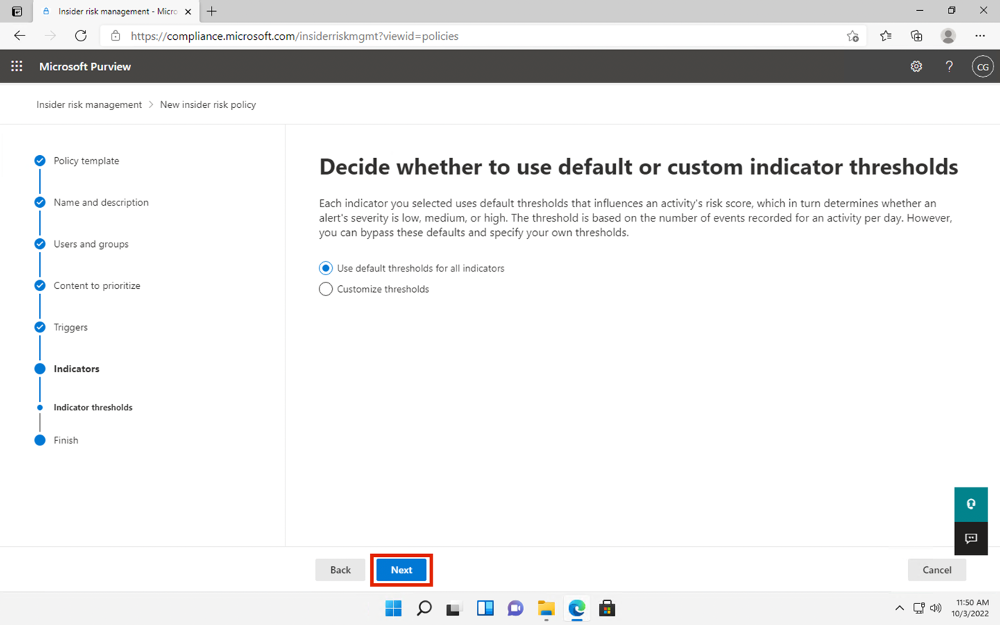 Insider risk management - Micro
https://compliance.microsoft.com/insiderriskmgmt?viewid=policies
Microsoft Purview
?
CG
Insider risk management > New insider risk policy
Policy template
Name and description
Users and groups
Content to prioritize
Triggers
Indicators
Indicator thresholds
Finish
Decide whether to use default or custom indicator thresholds
Each indicator you selected uses default thresholds that influences an activity's risk score, which in turn determines whether an
alert's severity is low, medium, or high. The threshold is based on the number of events recorded for an activity per day. However,
you can bypass these defaults and specify your own thresholds.
Use default thresholds for all indicators
Customize thresholds
Back
Next
Cancel
11:50 AM
10/3/2022